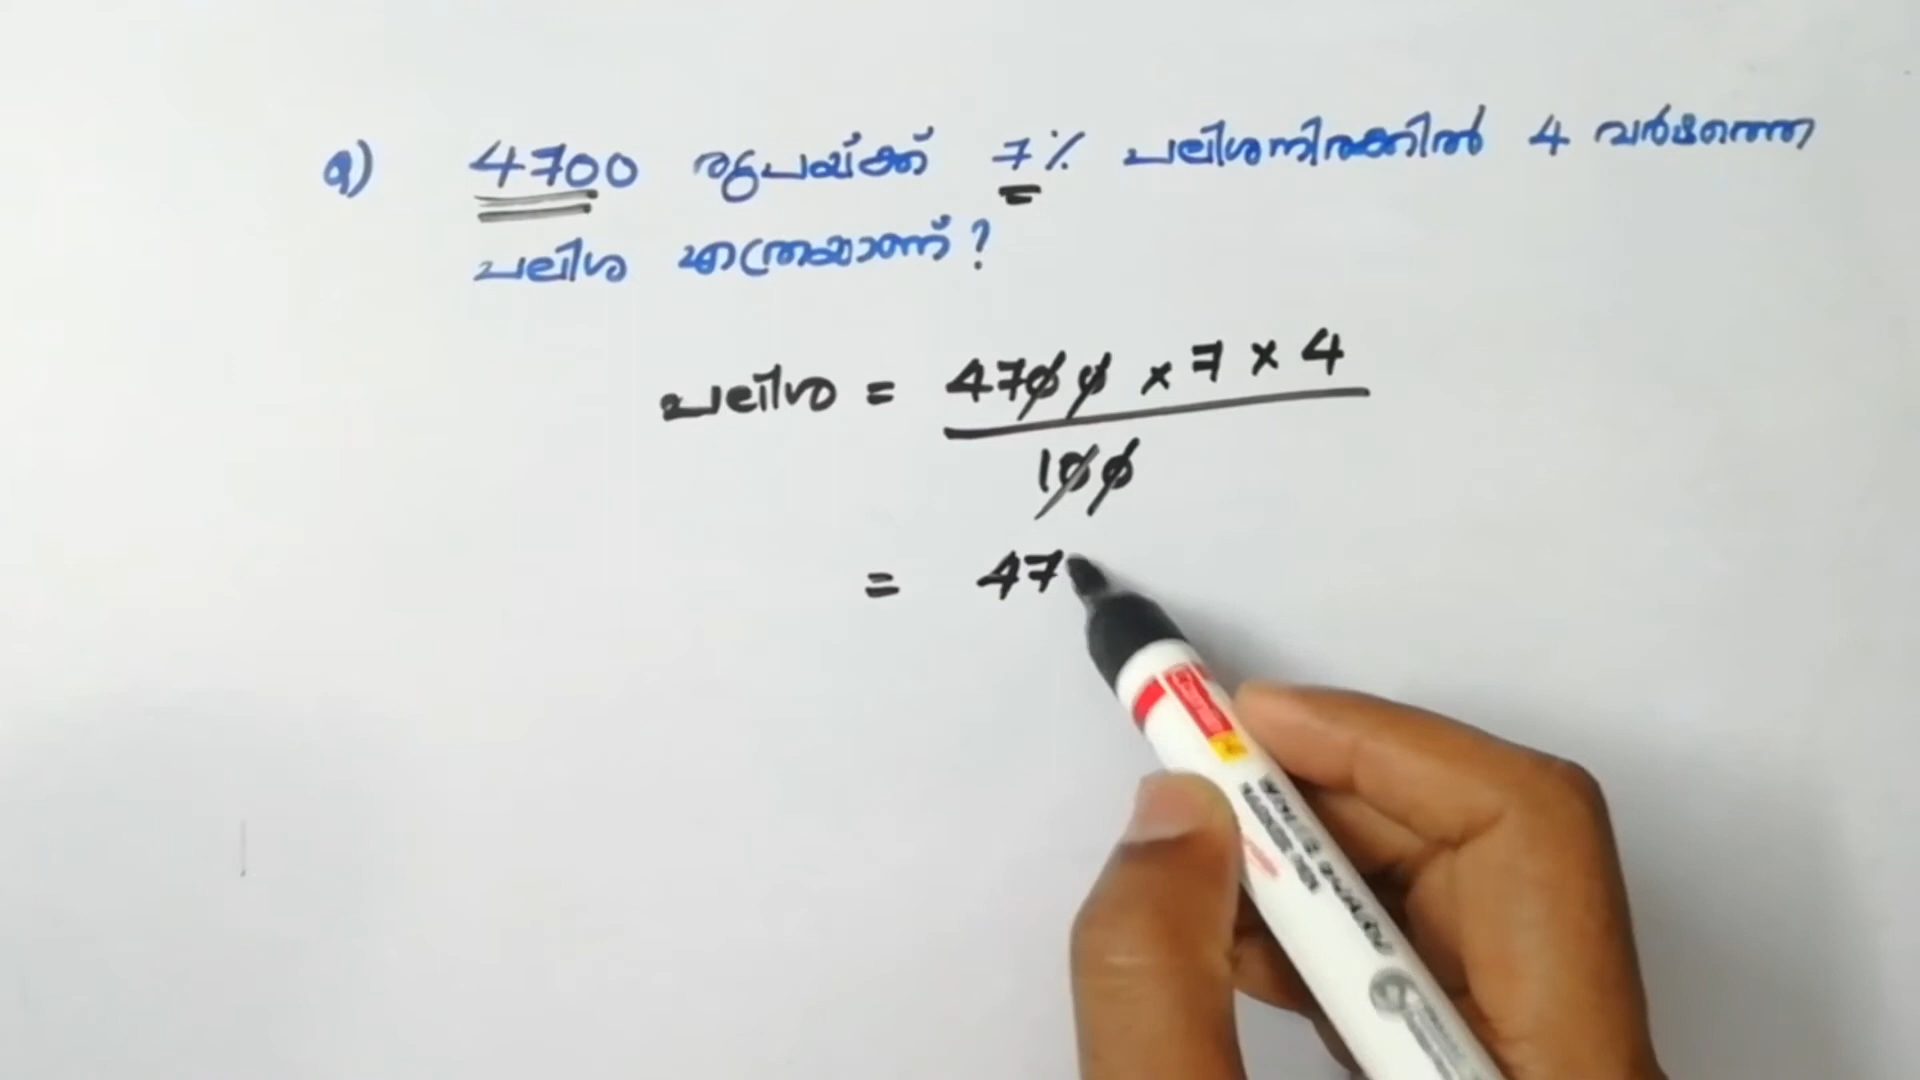 a) 4700 രൂപയ്ക്ക് 7% പലിശനിരക്കിൽ 4 വർഷത്തെ
പലിശ എത്രയാണ്?
പലിശ = 4700 × 7 × 4
100
= 47